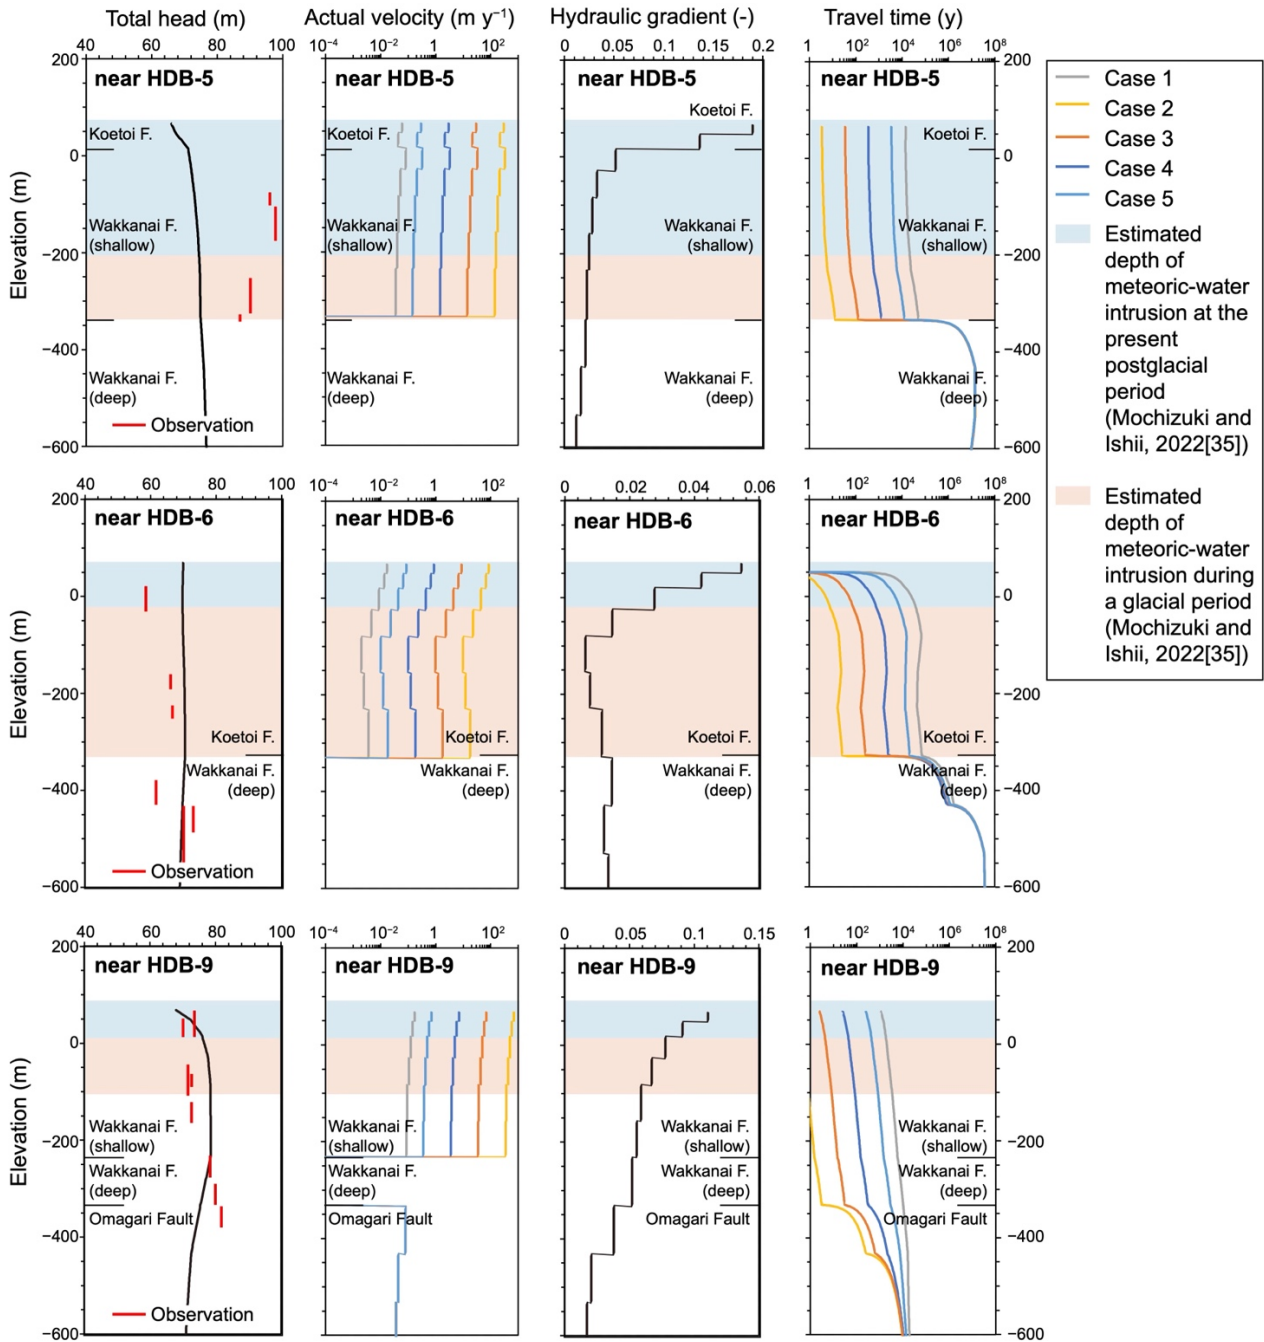 Total head (m)
Actual velocity (m y⁻¹)
Hydraulic gradient (-)
Travel time (y)
40 60 80 100
10⁻⁴ 10⁻² 1 10²
0 0.05 0.1 0.15 0.2
1 10² 10⁴ 10⁶ 10⁸
near HDB-5
near HDB-5
near HDB-5
near HDB-5
Elevation (m)
200
0
−200
−400
−600
Koetoi F.
Wakkanai F.
(shallow)
Wakkanai F.
(deep)
Observation
Koetoi F.
Wakkanai F.
(shallow)
Wakkanai F.
(deep)
Koetoi F.
Wakkanai F.
(shallow)
Wakkanai F.
(deep)
Koetoi F.
Wakkanai F.
(shallow)
Wakkanai F.
(deep)
200
0
−200
−400
−600
Case 1
Case 2
Case 3
Case 4
Case 5
Estimated
depth of
meteoric-water
intrusion at the
present
postglacial
period
(Mochizuki and
Ishii, 2022[35])
Estimated
depth of
meteoric-water
intrusion during
a glacial period
(Mochizuki and
Ishii, 2022[35])
40 60 80 100
10⁻⁴ 10⁻² 1 10²
0 0.02 0.04 0.06
1 10² 10⁴ 10⁶ 10⁸
near HDB-6
near HDB-6
near HDB-6
near HDB-6
Elevation (m)
200
0
−200
−400
−600
Koetoi F.
Wakkanai F.
(deep)
Observation
Koetoi F.
Wakkanai F.
(deep)
Koetoi F.
Wakkanai F.
(deep)
Koetoi F.
Wakkanai F.
(deep)
200
0
−200
−400
−600
40 60 80 100
10⁻⁴ 10⁻² 1 10²
0 0.05 0.1 0.15
1 10² 10⁴ 10⁶ 10⁸
near HDB-9
near HDB-9
near HDB-9
near HDB-9
Elevation (m)
200
0
−200
−400
−600
Wakkanai F.
(shallow)
Wakkanai F.
(deep)
Omagari Fault
Observation
Wakkanai F.
(shallow)
Wakkanai F.
(deep)
Omagari Fault
Wakkanai F.
(shallow)
Wakkanai F.
(deep)
Omagari Fault
Wakkanai F.
(shallow)
Wakkanai F.
(deep)
Omagari Fault
200
0
−200
−400
−600